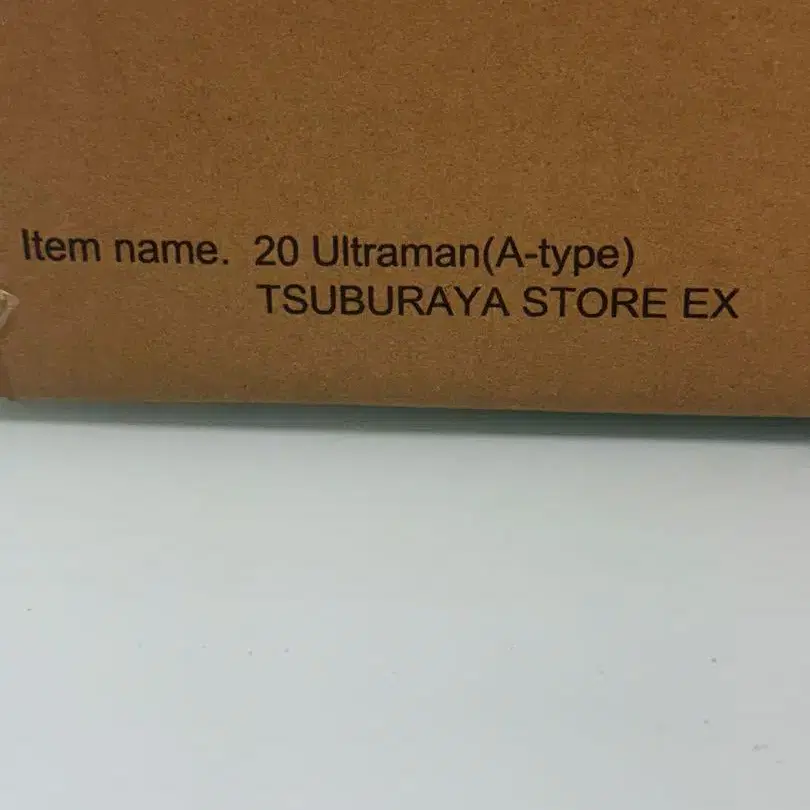 Item name. 20 Ultraman(A-type)
TSUBURAYA STORE EX